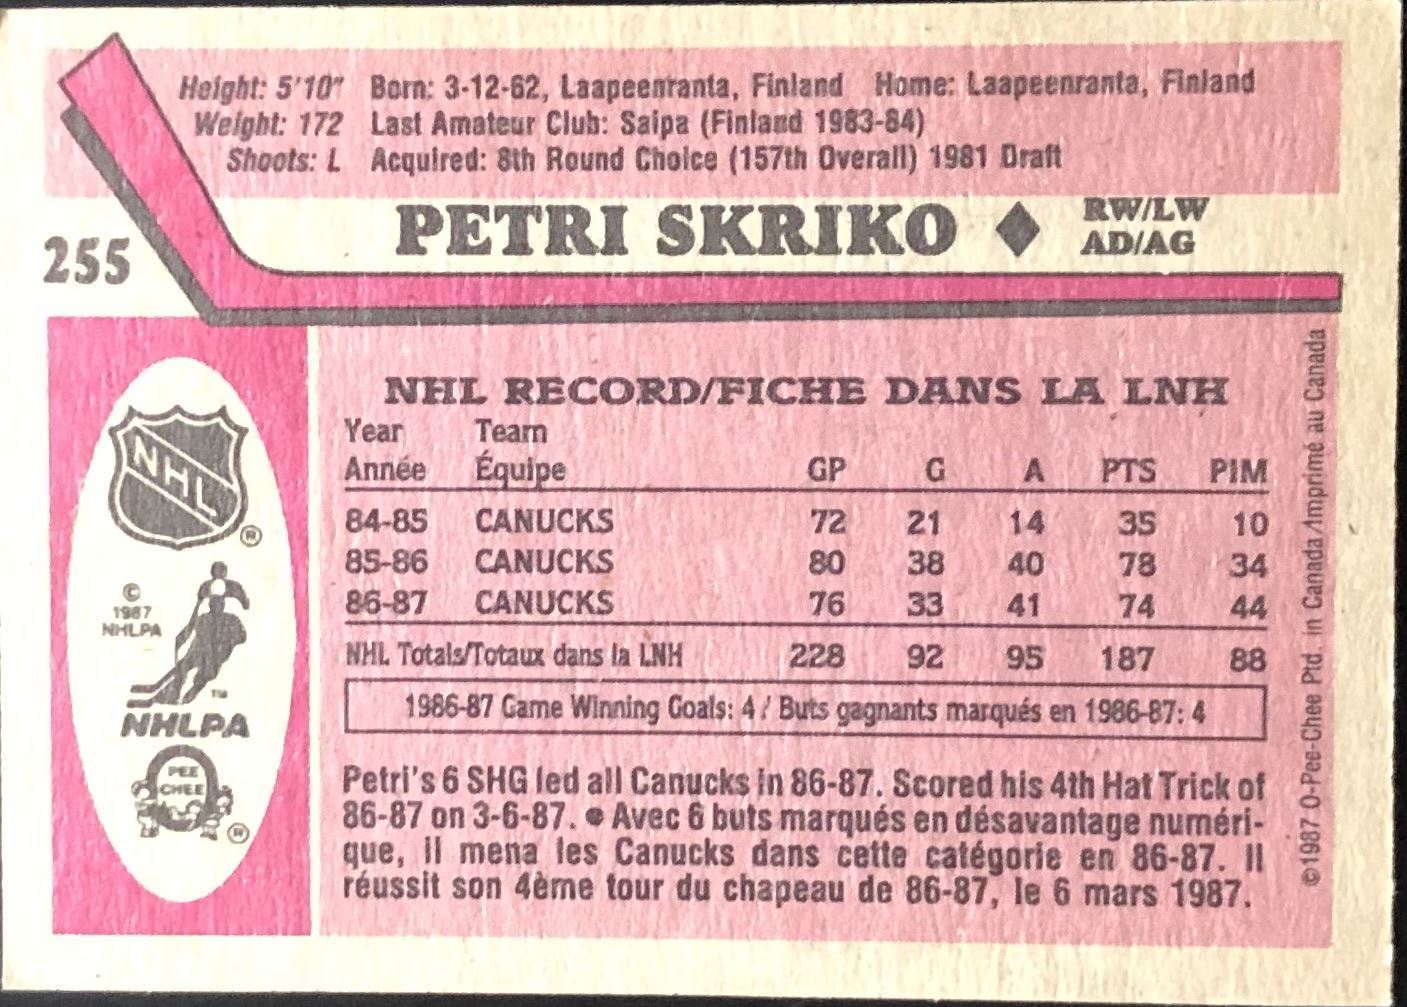 Height: 5'10" Born: 3-12-62, Laapeenranta, Finland Home: Laapeenranta, Finland
Weight: 172 Last Amateur Club: Saipa (Finland 1983-84)
Shoots: L Acquired: 8th Round Choice (157th Overall) 1981 Draft
255
PETRI SKRIKO ◆ RW/LW
AD/AG
NHL RECORD/FICHE DANS LA LNH
Year Team
Année Équipe GP G A PTS PIM
84-85 CANUCKS 72 21 14 35 10
85-86 CANUCKS 80 38 40 78 34
86-87 CANUCKS 76 33 41 74 44
NHL Totals/Totaux dans la LNH 228 92 95 187 88
1986-87 Game Winning Goals: 4 / Buts gagnants marqués en 1986-87: 4
Petri's 6 SHG led all Canucks in 86-87. Scored his 4th Hat Trick of
86-87 on 3-6-87. ● Avec 6 buts marqués en désavantage numéri-
que, il mena les Canucks dans cette catégorie en 86-87. Il
réussit son 4ème tour du chapeau de 86-87, le 6 mars 1987.
NHL
®
©
1987
NHLPA
TM
NHLPA
PEE
CHEE
®
©1987 O-Pee-Chee Ptd. in Canada/Imprimé au Canada